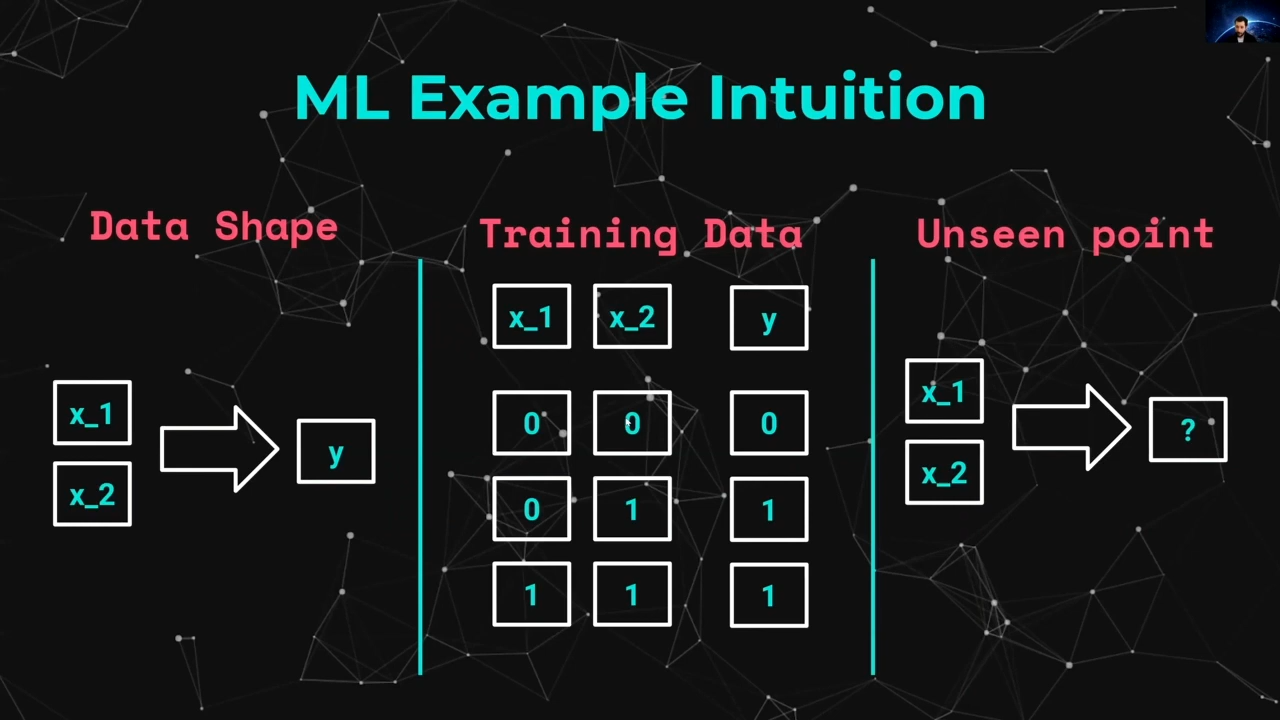 ML Example Intuition
Data Shape
x_1
x_2
y
Training Data
x_1 x_2 y
0 0 0
0 1 1
1 1 1
Unseen point
x_1
x_2
?